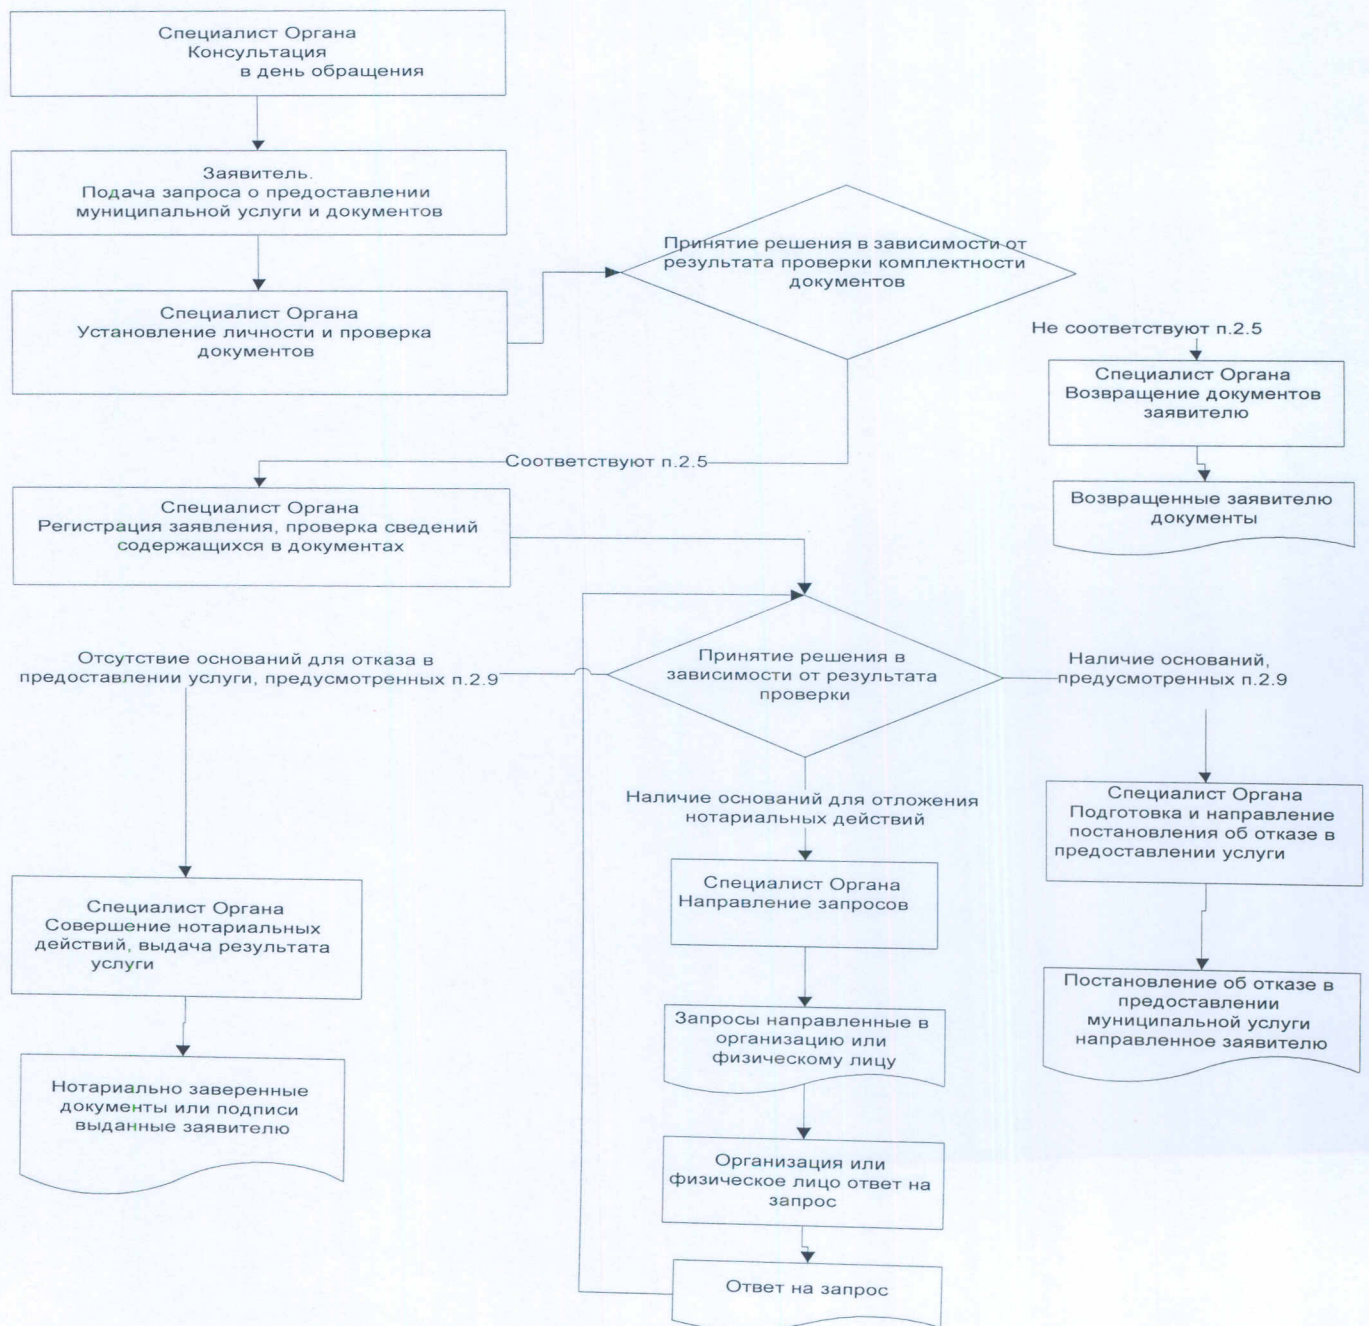 Специалист Органа
Консультация
в день обращения
Заявитель.
Подача запроса о предоставлении
муниципальной услуги и документов
Специалист Органа
Установление личности и проверка
документов
Принятие решения в зависимости от
результата проверки комплектности
документов
Не соответствуют п.2.5
Специалист Органа
Возвращение документов
заявителю
Возвращенные заявителю
документы
Соответствуют п.2.5
Специалист Органа
Регистрация заявления, проверка сведений
содержащихся в документах
Принятие решения в
зависимости от результата
проверки
Отсутствие оснований для отказа в
предоставлении услуги, предусмотренных п.2.9
Наличие оснований,
предусмотренных п.2.9
Наличие оснований для отложения
нотариальных действий
Специалист Органа
Подготовка и направление
постановления об отказе в
предоставлении услуги
Специалист Органа
Направление запросов
Специалист Органа
Совершение нотариальных
действий, выдача результата
услуги
Постановление об отказе в
предоставлении
муниципальной услуги
направленное заявителю
Запросы направленные в
организацию или
физическому лицу
Нотариально заверенные
документы или подписи
выданные заявителю
Организация или
физическое лицо ответ на
запрос
Ответ на запрос